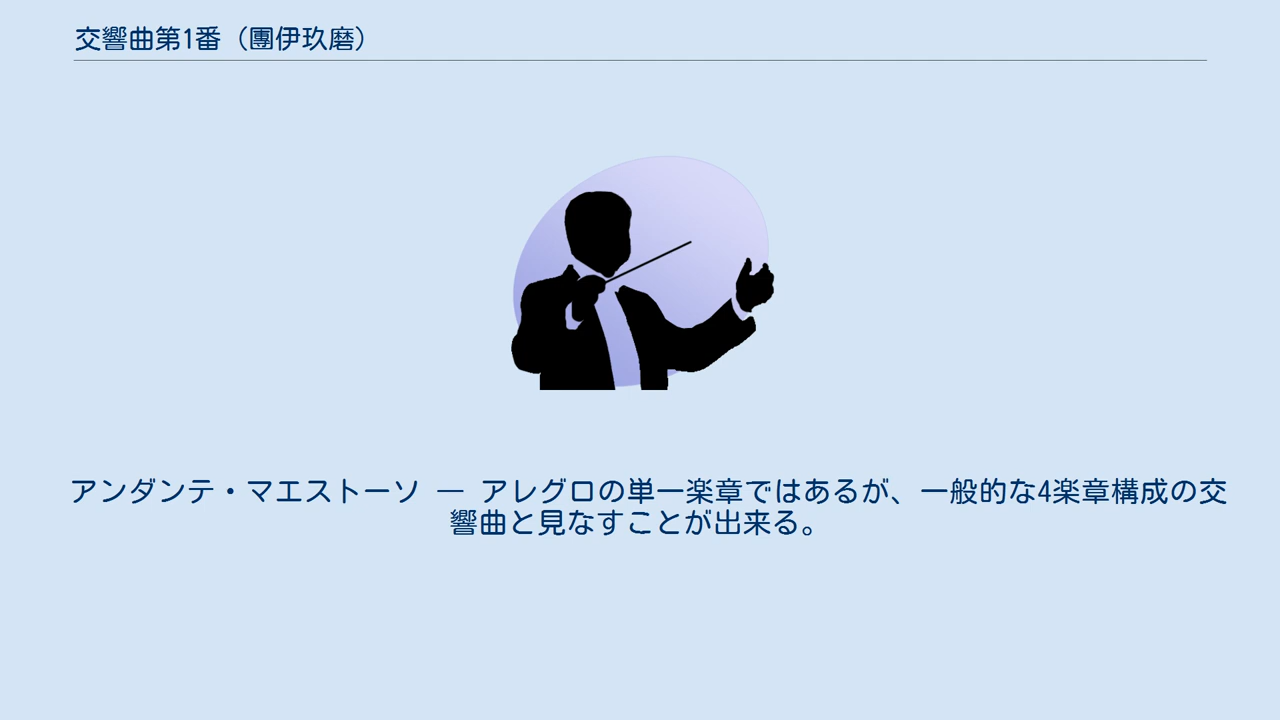 交響曲第1番（團伊玖磨）
アンダンテ・マエストーソ ― アレグロの単一楽章ではあるが、一般的な4楽章構成の交
響曲と見なすことが出来る。